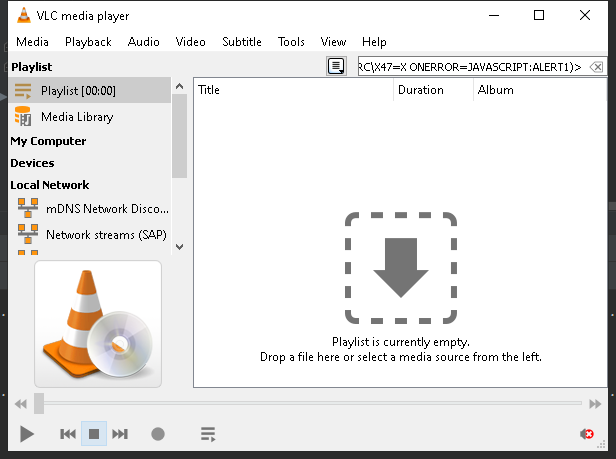 VLC media player
Media Playback Audio Video Subtitle Tools View Help
Playlist
RC\X47=X ONERROR=JAVASCRIPT:ALERT1)>
Playlist [00:00]
Title Duration Album
Media Library
My Computer
Devices
Local Network
mDNS Network Disco...
Network streams (SAP)
Playlist is currently empty.
Drop a file here or select a media source from the left.